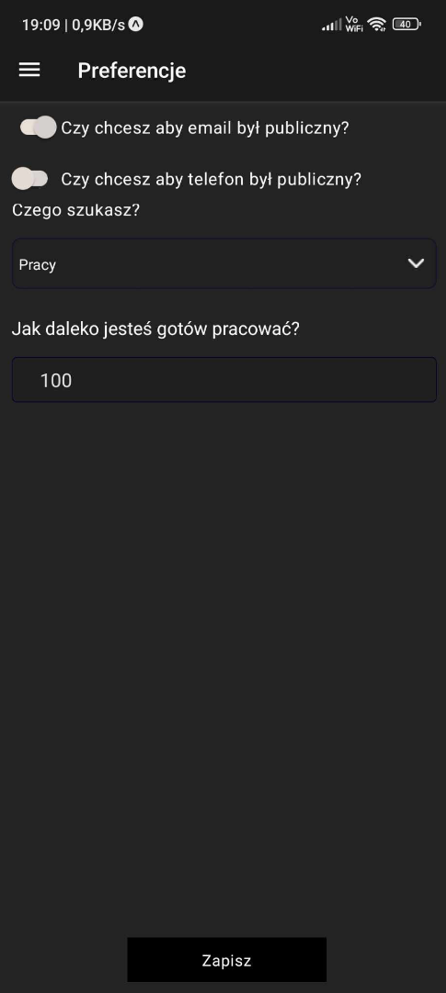 19:09 | 0,9KB/s
Vo
WiFi
40
Preferencje
Czy chcesz aby email był publiczny?
Czy chcesz aby telefon był publiczny?
Czego szukasz?
Pracy
Jak daleko jesteś gotów pracować?
100
Zapisz